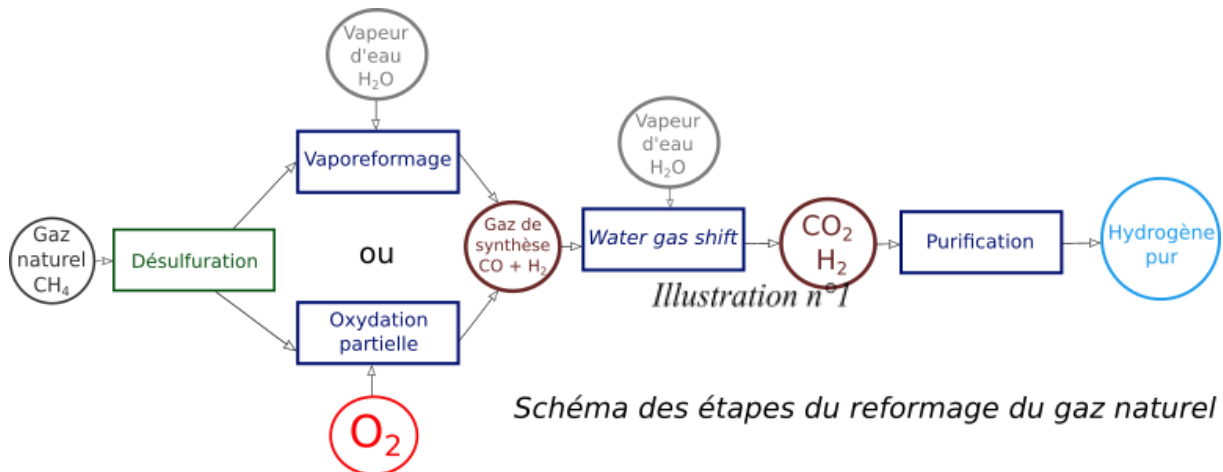 Vapeur
d'eau
H₂O
Vaporeformage
Vapeur
d'eau
H₂O
Gaz
naturel
CH₄
Désulfuration
ou
Gaz de
synthèse
CO + H₂
Water gas shift
CO₂
H₂
Purification
Hydrogène
pur
Illustration n°1
Oxydation
partielle
O₂
Schéma des étapes du reformage du gaz naturel